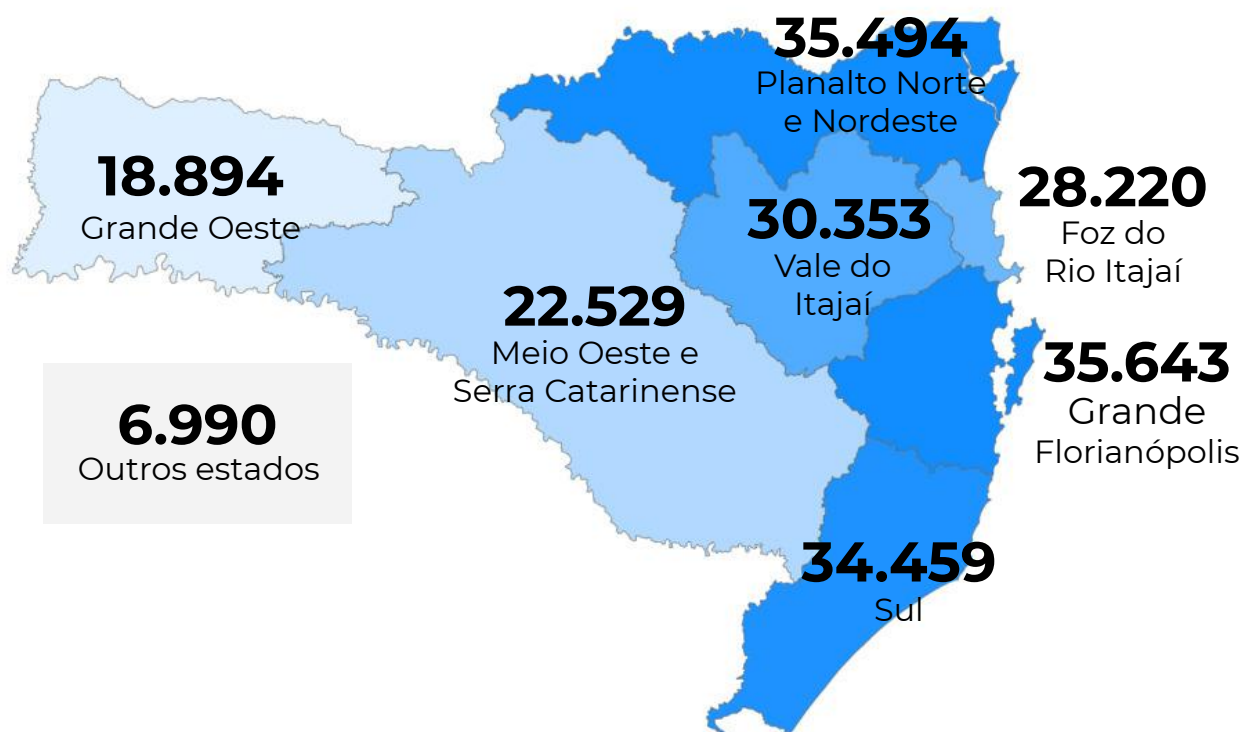 35.494
Planalto Norte
e Nordeste
18.894
Grande Oeste
30.353
Vale do
Itajaí
28.220
Foz do
Rio Itajaí
22.529
Meio Oeste e
Serra Catarinense
35.643
Grande
Florianópolis
6.990
Outros estados
34.459
Sul